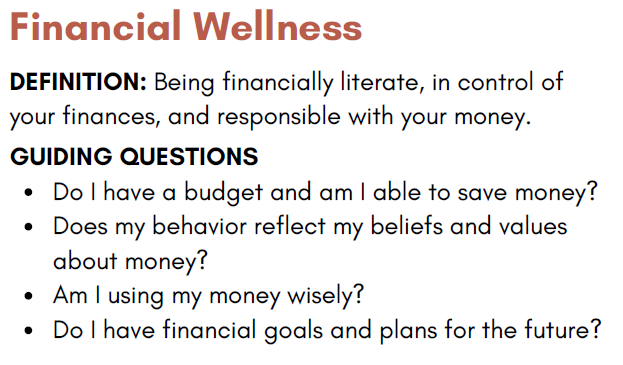 Financial Wellness
DEFINITION: Being financially literate, in control of
your finances, and responsible with your money.
GUIDING QUESTIONS
• Do I have a budget and am I able to save money?
• Does my behavior reflect my beliefs and values
about money?
• Am I using my money wisely?
• Do I have financial goals and plans for the future?